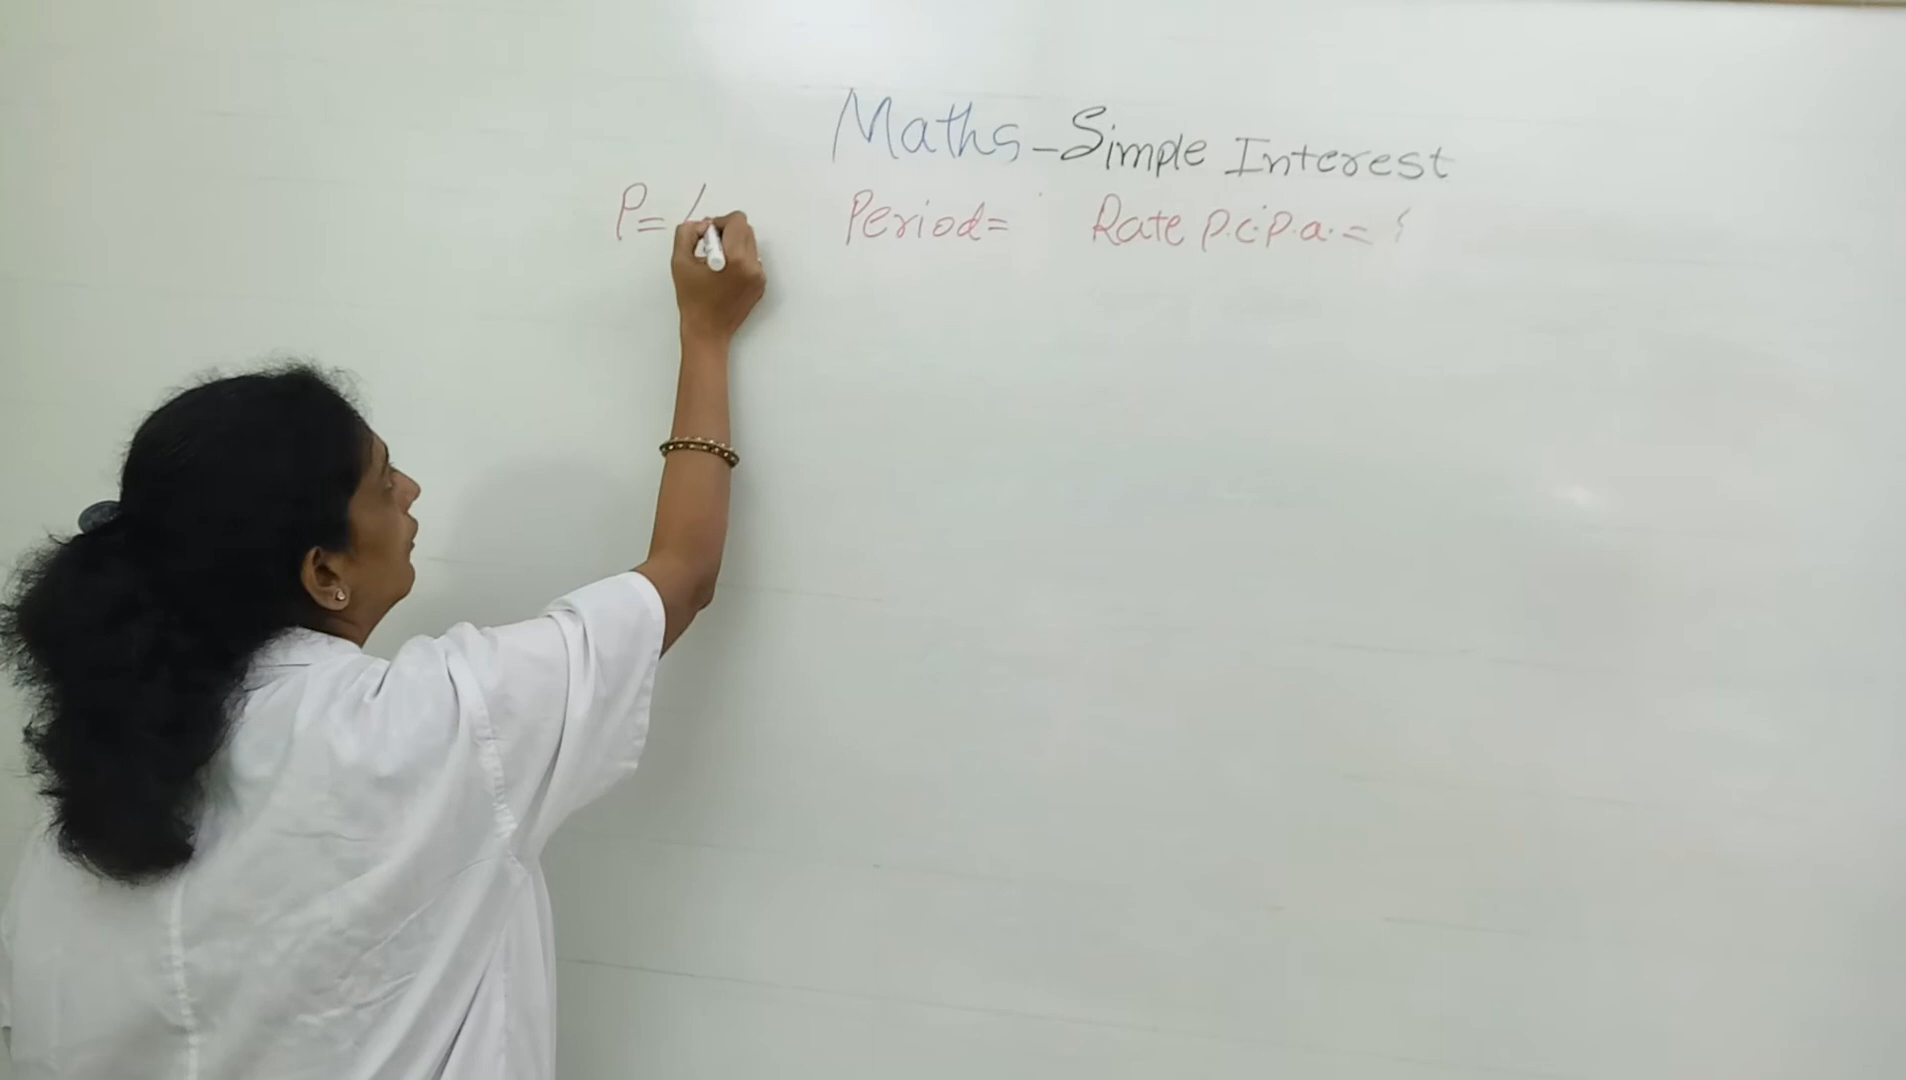 Maths - Simple Interest
P= Period= Rate p.c.p.a.=